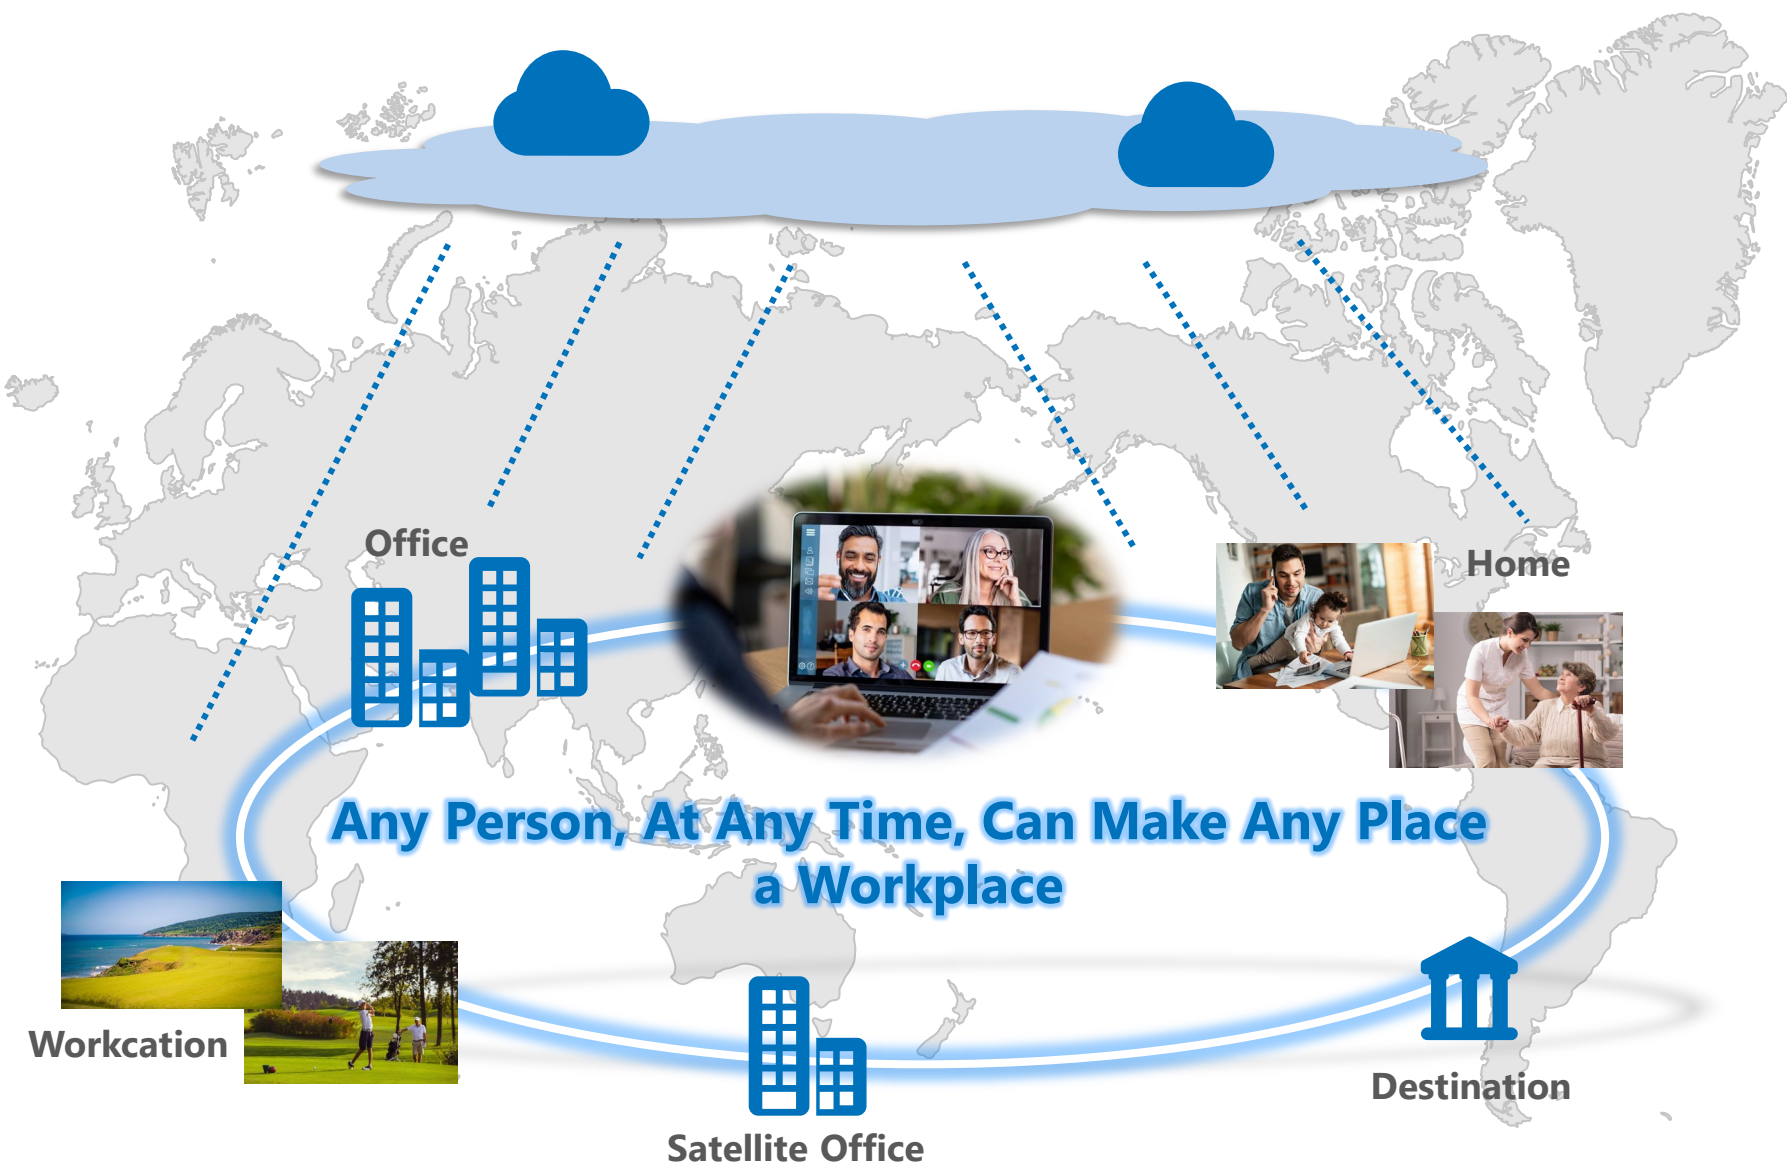 Office
Home
Any Person, At Any Time, Can Make Any Place
a Workplace
Workcation
Destination
Satellite Office